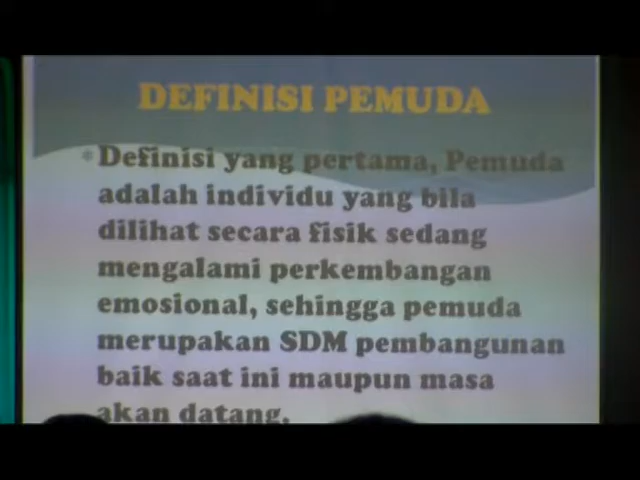 DEFINISI PEMUDA
*Definisi yang pertama, Pemuda
adalah individu yang bila
dilihat secara fisik sedang
mengalami perkembangan
emosional, sehingga pemuda
merupakan SDM pembangunan
baik saat ini maupun masa
akan datang.